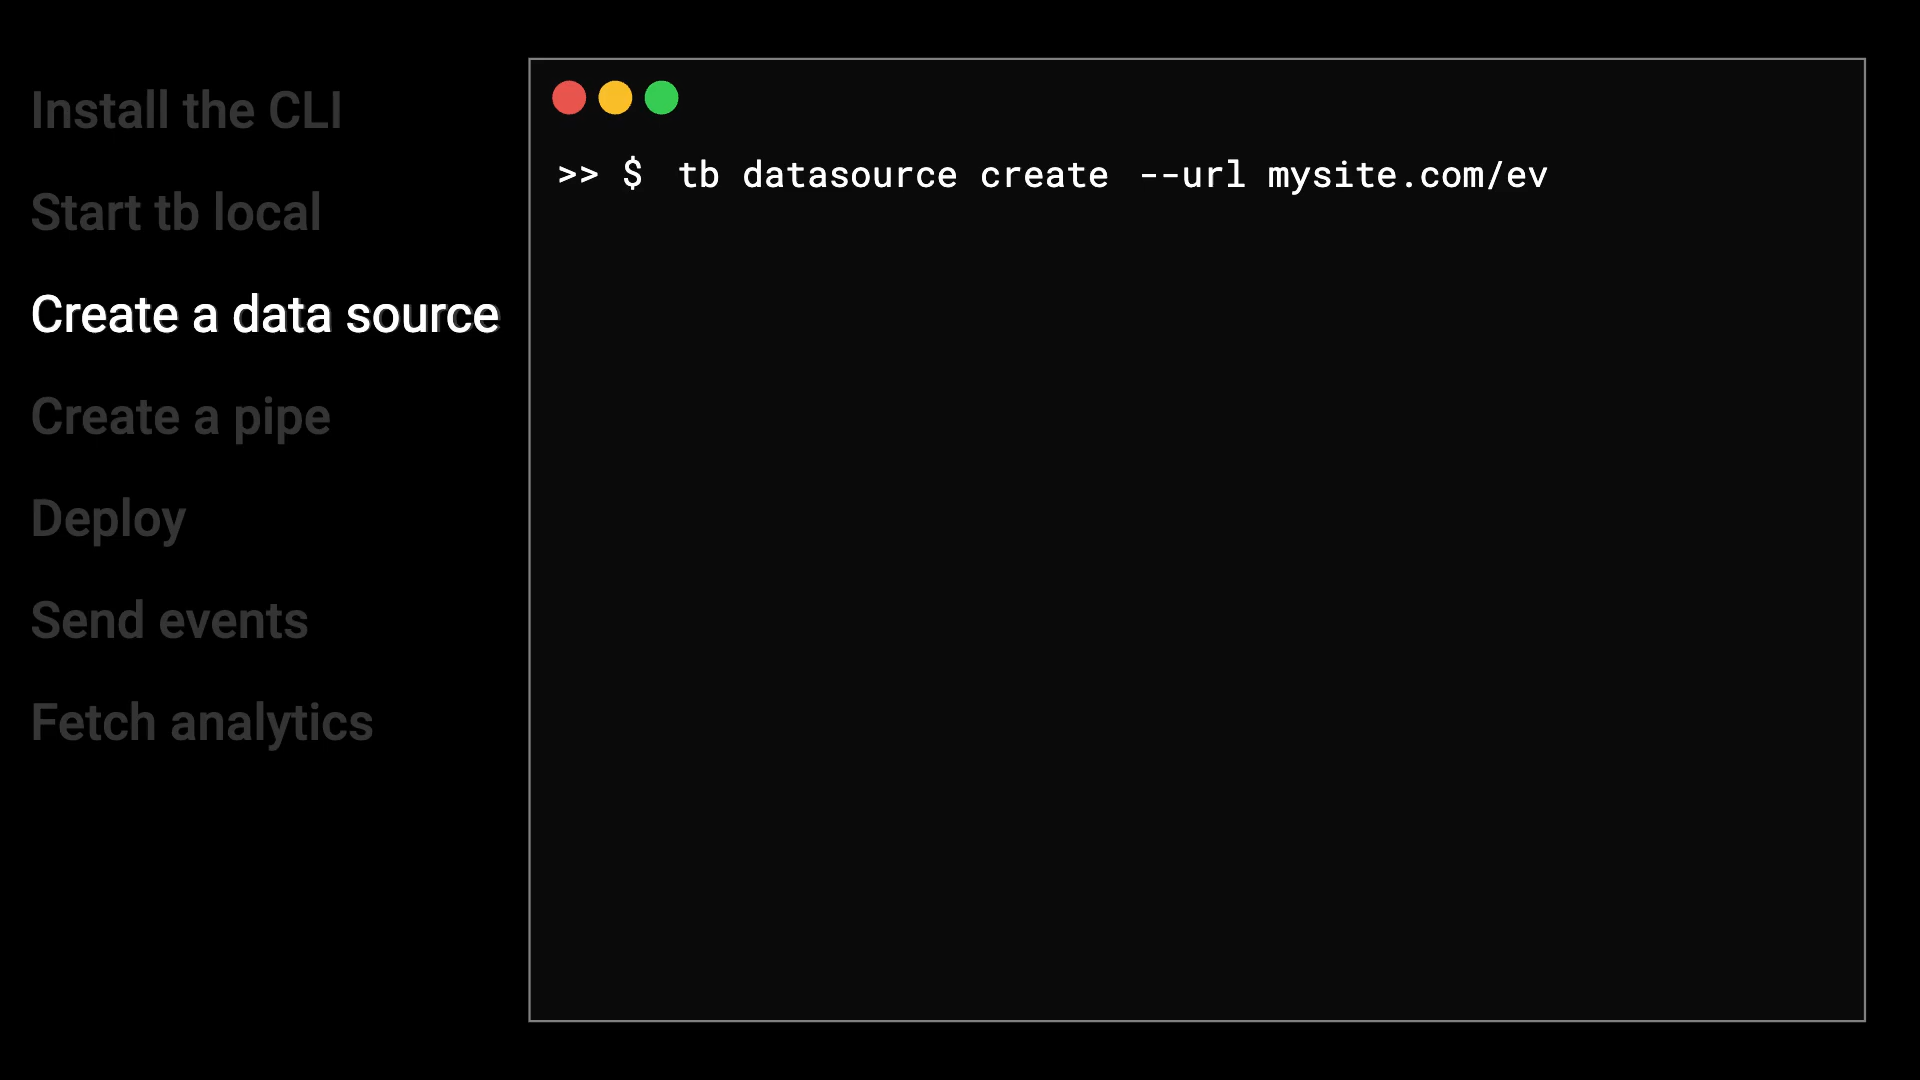 Install the CLI
Start tb local
Create a data source
Create a pipe
Deploy
Send events
Fetch analytics
>> $ tb datasource create --url mysite.com/ev